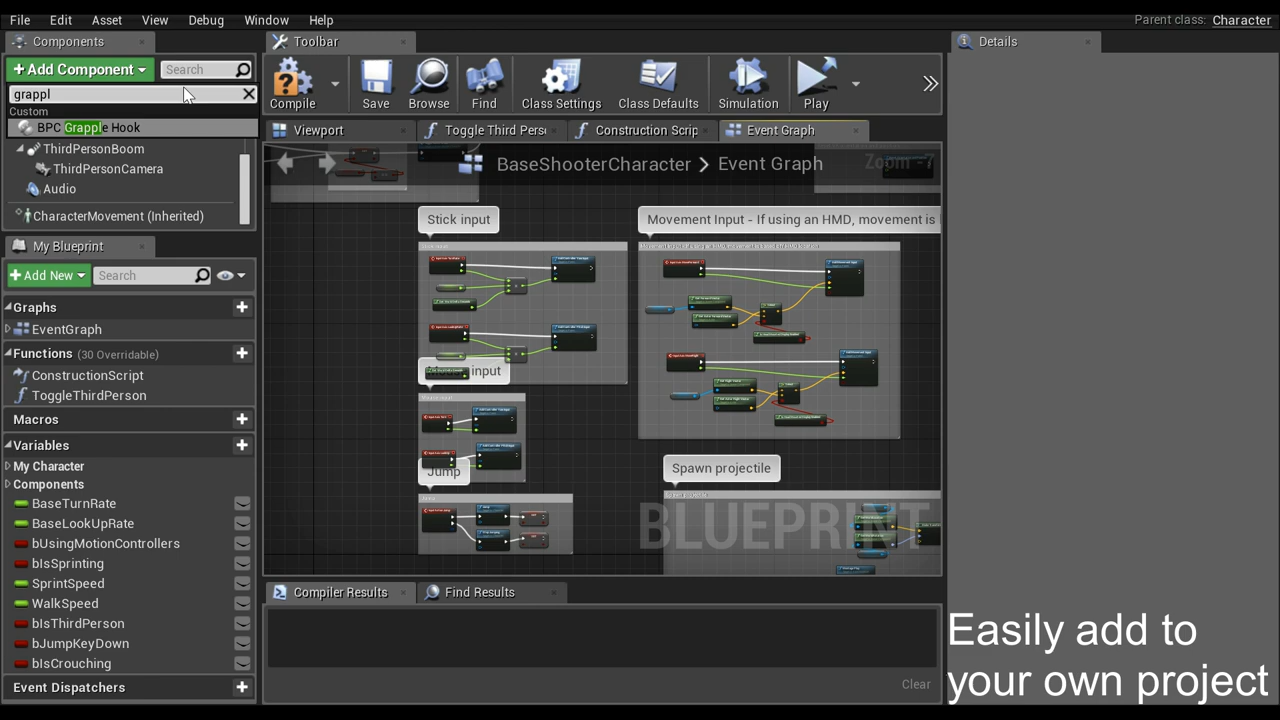 File Edit Asset View Debug Window Help
Parent class: Character
Components
Toolbar
Details
+ Add Component
Search
grappl
Custom
BPC Grapple Hook
ThirdPersonBoom
ThirdPersonCamera
Audio
CharacterMovement (Inherited)
Compile
Save
Browse
Find
Class Settings
Class Defaults
Simulation
Play
Viewport
Toggle Third Perso
Construction Scrip
Event Graph
BaseShooterCharacter > Event Graph
Zoom -7
Stick input
Movement Input - If using an HMD, movement is
input
Jump
Spawn projectile
BLUEPRINT
My Blueprint
+ Add New
Search
Graphs
EventGraph
Functions (30 Overridable)
ConstructionScript
ToggleThirdPerson
Macros
Variables
My Character
Components
BaseTurnRate
BaseLookUpRate
bUsingMotionControllers
bIsSprinting
SprintSpeed
WalkSpeed
bIsThirdPerson
bJumpKeyDown
bIsCrouching
Event Dispatchers
Compiler Results
Find Results
Clear
Easily add to
your own project